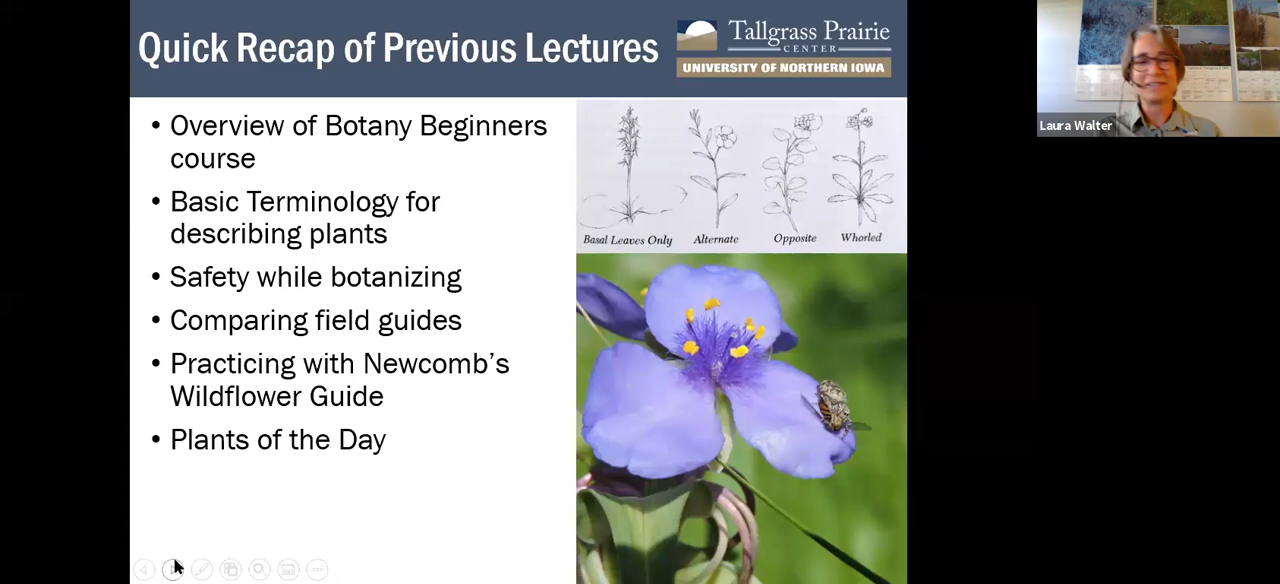 Quick Recap of Previous Lectures
Tallgrass Prairie
CENTER
UNIVERSITY OF NORTHERN IOWA
• Overview of Botany Beginners
course
• Basic Terminology for
describing plants
• Safety while botanizing
• Comparing field guides
• Practicing with Newcomb’s
Wildflower Guide
• Plants of the Day
Basal Leaves Only Alternate Opposite Whorled
Laura Walter